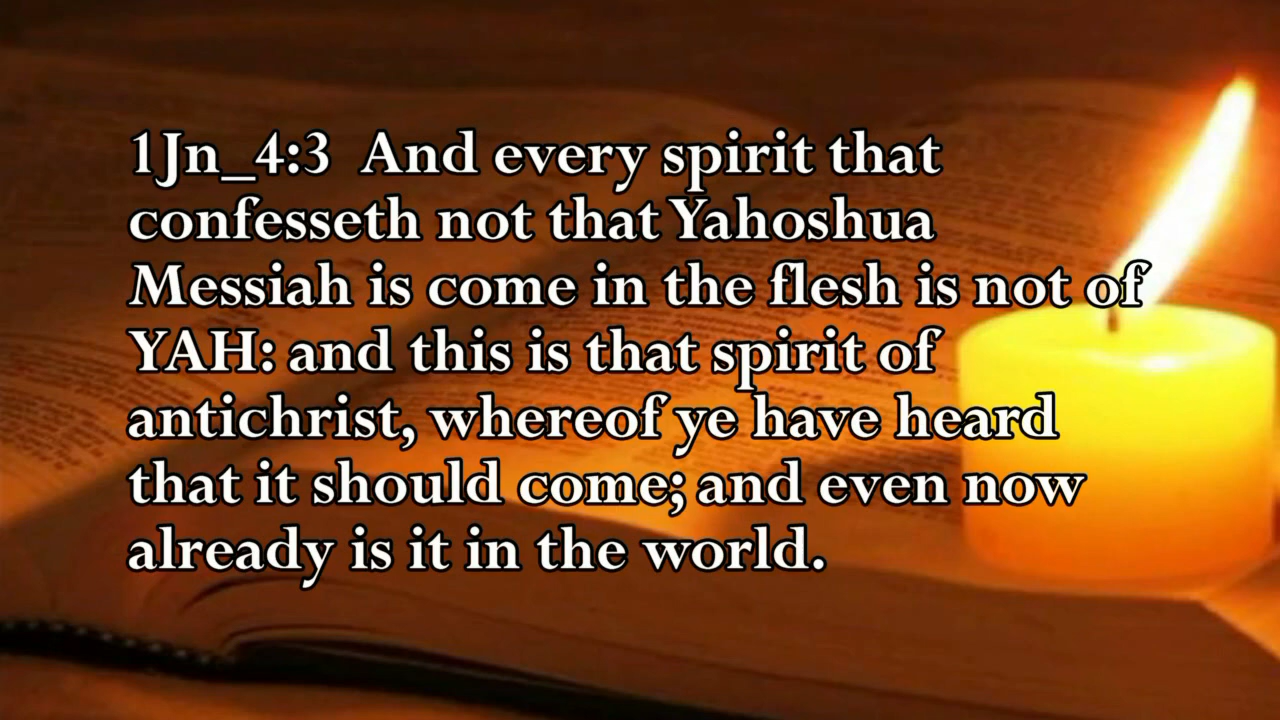 1Jn_4:3  And every spirit that
confesseth not that Yahoshua
Messiah is come in the flesh is not of
YAH: and this is that spirit of
antichrist, whereof ye have heard
that it should come; and even now
already is it in the world.